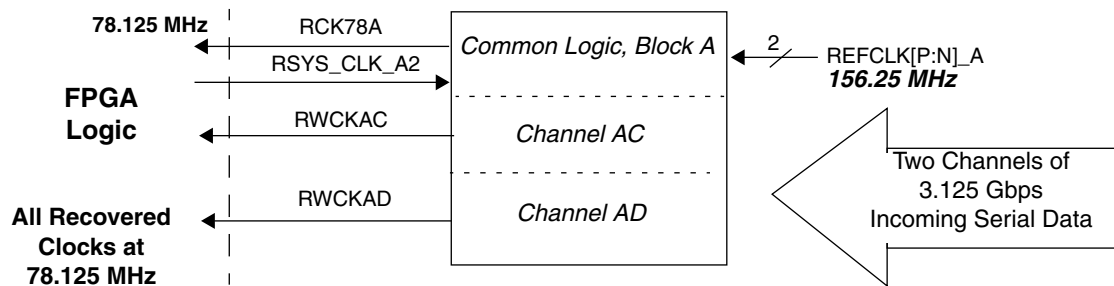 78.125 MHz
RCK78A
RSYS_CLK_A2
FPGA
Logic
RWCKAC
RWCKAD
All Recovered
Clocks at
78.125 MHz
Common Logic, Block A
Channel AC
Channel AD
2
REFCLK[P:N]_A
156.25 MHz
Two Channels of
3.125 Gbps
Incoming Serial Data